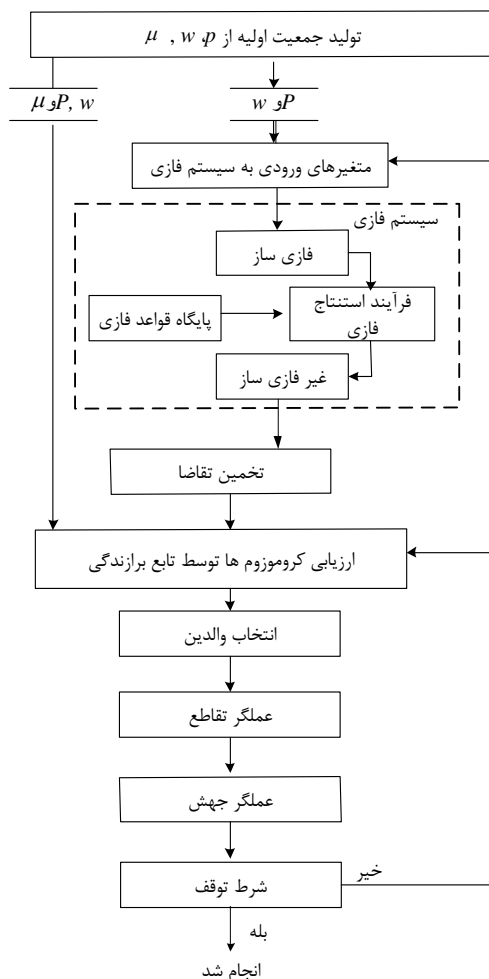 تولید جمعیت اولیه از μ , w ,p
μ و P, w
w و P
متغیرهای ورودی به سیستم فازی
سیستم فازی
فازی ساز
فرآیند استنتاج
فازی
پایگاه قواعد فازی
غیر فازی ساز
تخمین تقاضا
ارزیابی کروموزوم ها توسط تابع برازندگی
انتخاب والدین
عملگر تقاطع
عملگر جهش
شرط توقف
خیر
بله
انجام شد